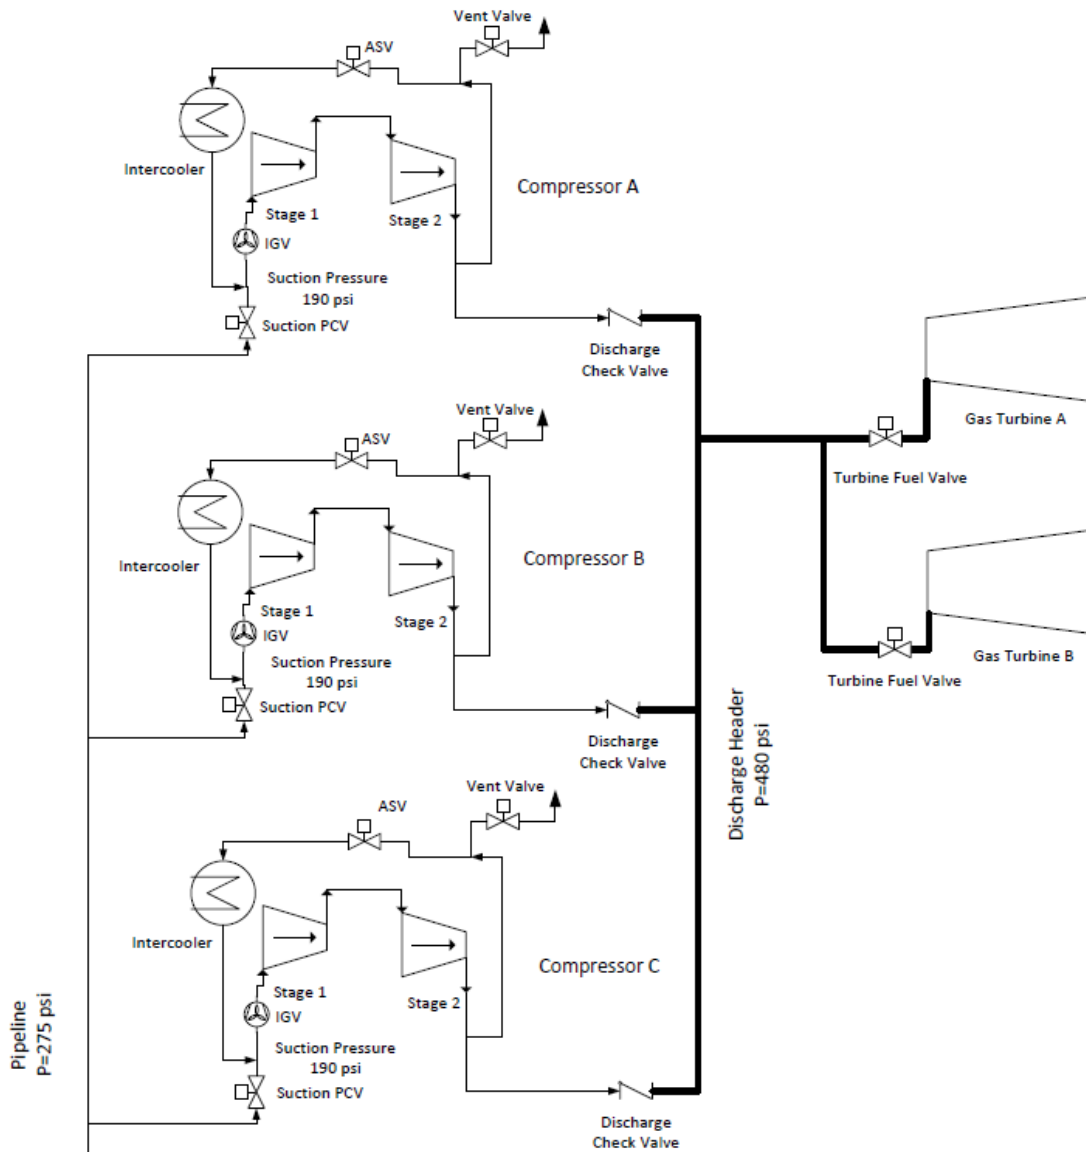 Vent Valve
ASV
Intercooler
Compressor A
Stage 1
Stage 2
IGV
Suction Pressure
190 psi
Suction PCV
Discharge
Check Valve
Gas Turbine A
Turbine Fuel Valve
Vent Valve
ASV
Intercooler
Compressor B
Stage 1
Stage 2
IGV
Suction Pressure
190 psi
Suction PCV
Discharge
Check Valve
Gas Turbine B
Turbine Fuel Valve
Discharge Header
P=480 psi
Vent Valve
ASV
Intercooler
Compressor C
Stage 1
Stage 2
IGV
Suction Pressure
190 psi
Suction PCV
Discharge
Check Valve
Pipeline
P=275 psi